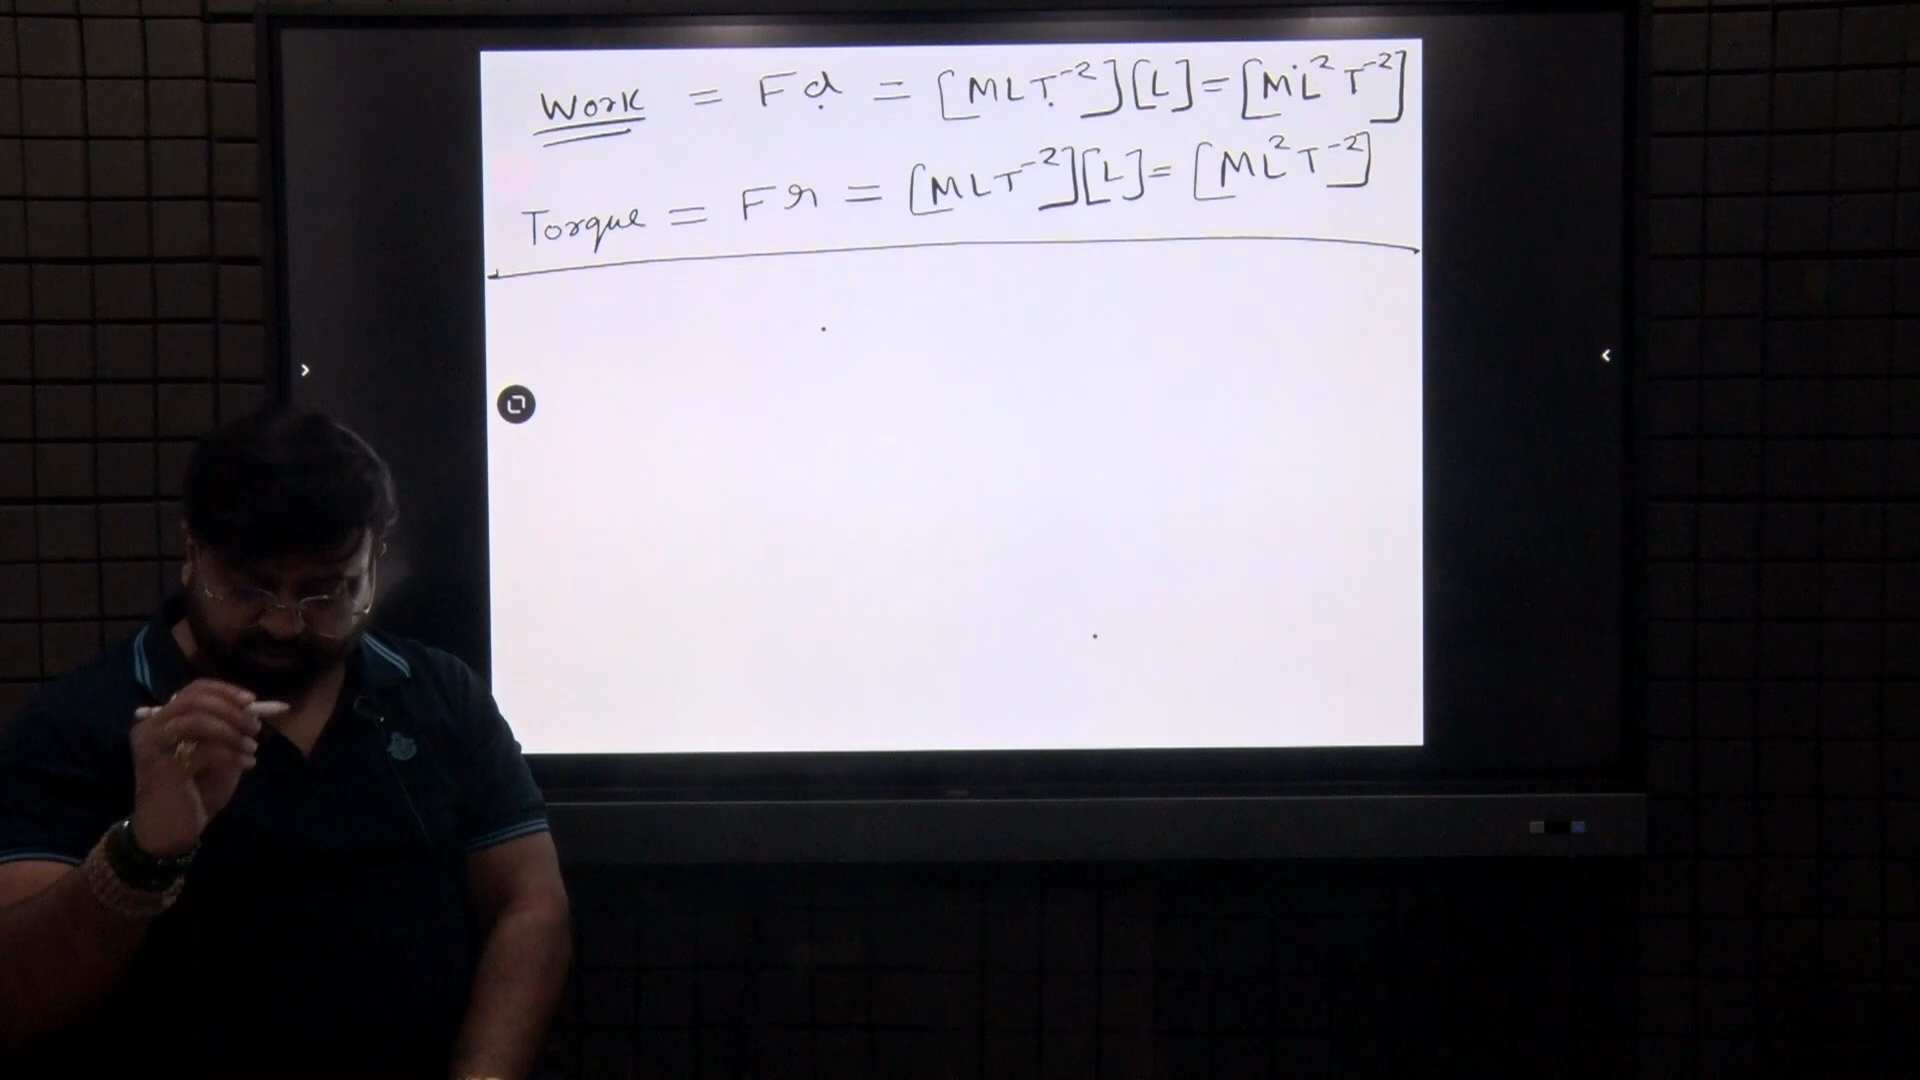 Work = Fd = [MLT⁻²][L] = [ML²T⁻²]
Torque = Fr = [MLT⁻²][L] = [ML²T⁻²]